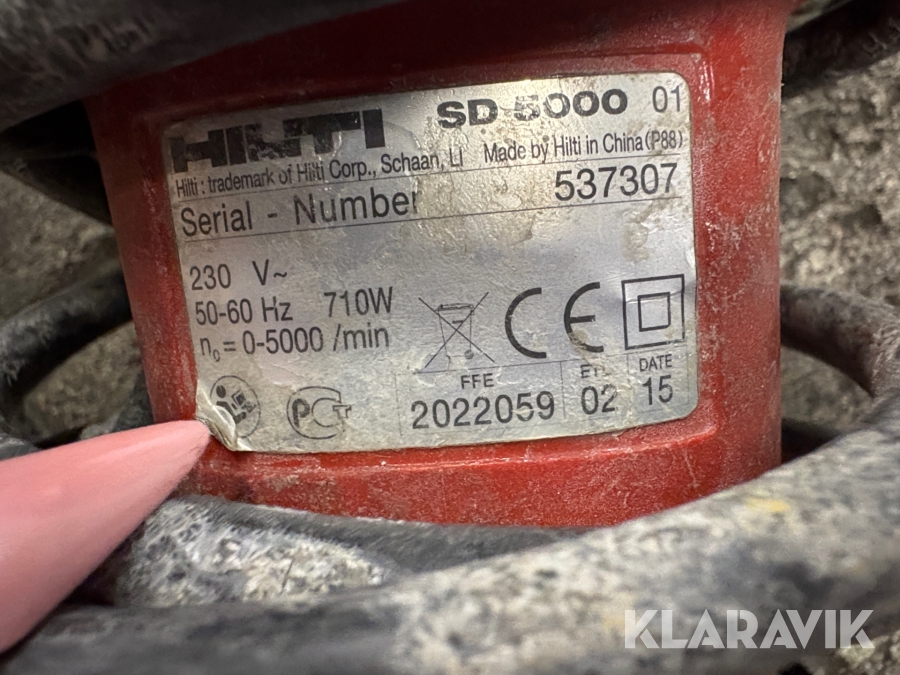 HILTI SD 5000 01
Hilti : trademark of Hilti Corp., Schaan, LI Made by Hilti in China (P88)
Serial - Number 537307
230 V~
50-60 Hz 710W
n₀ = 0-5000 /min
CE
PCT
FFE ETL DATE
2022059 02 15
KLARAVIK